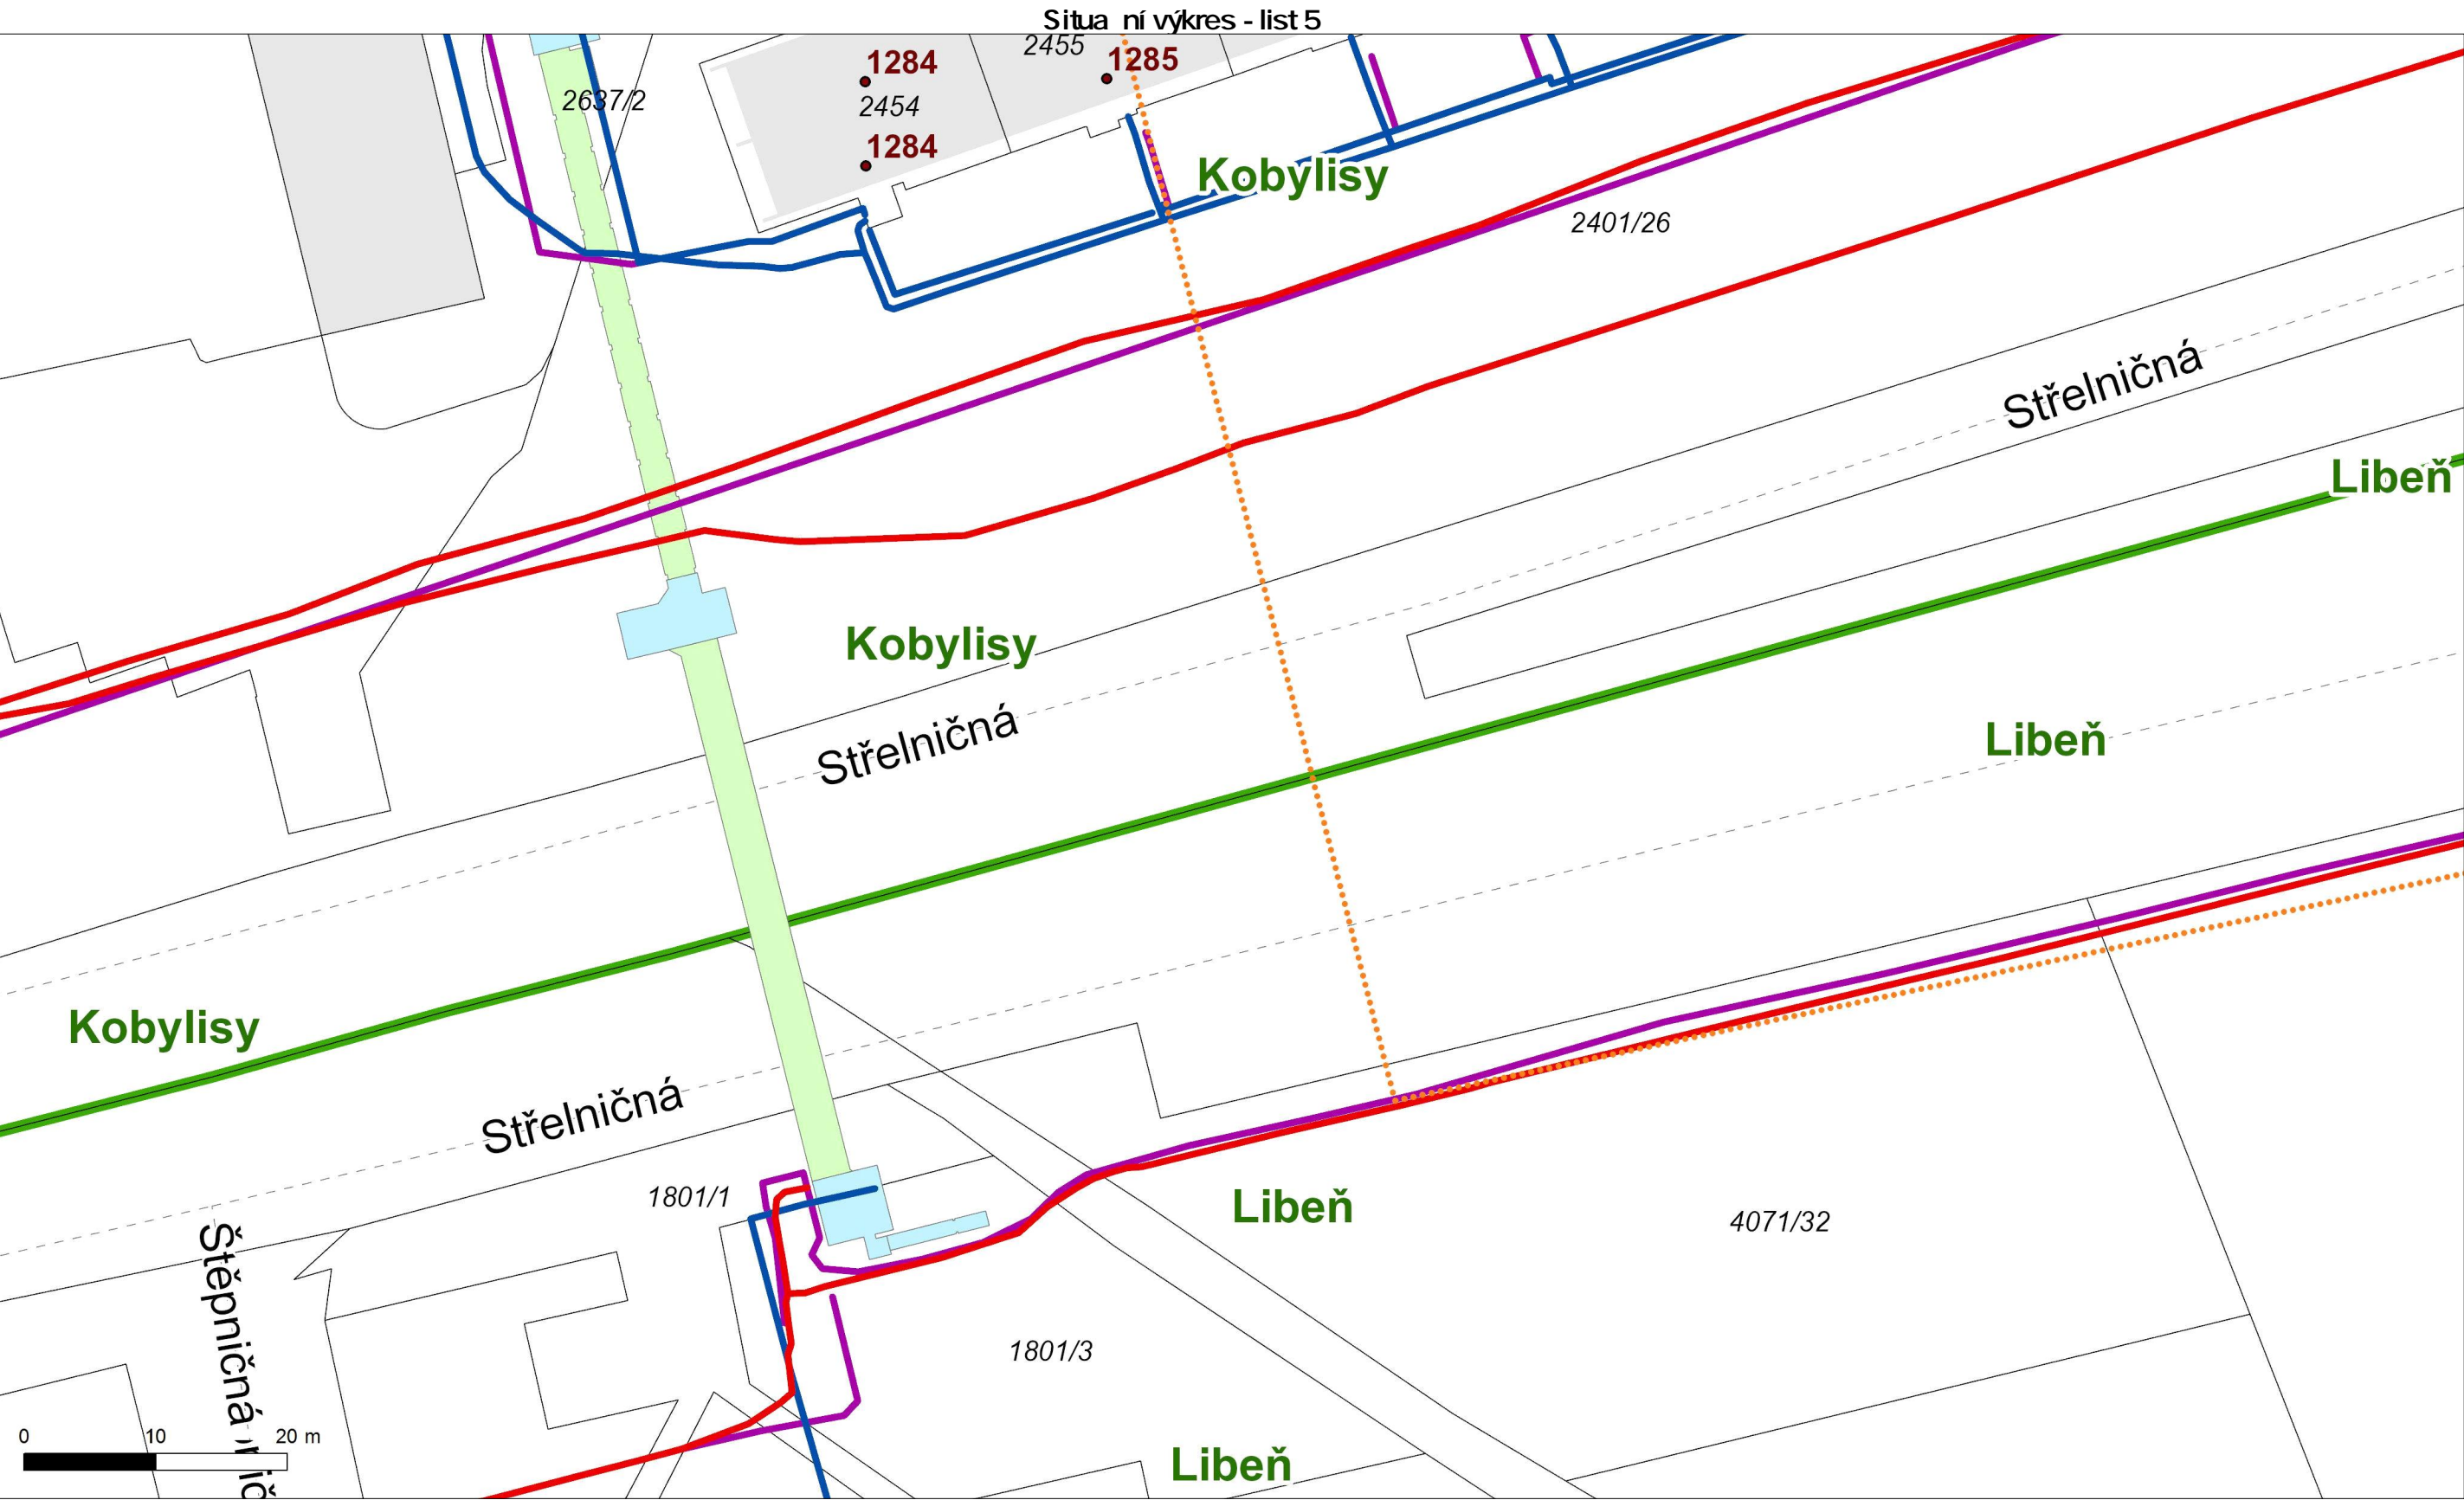 Situa ní výkres - list 5
2455
1284
1285
2637/2
2454
1284
Kobylisy
2401/26
Střelničná
Libeň
Kobylisy
Střelničná
Libeň
Kobylisy
Střelničná
1801/1
Libeň
4071/32
Štěpničná
1801/3
0 10 20 m
Libeň